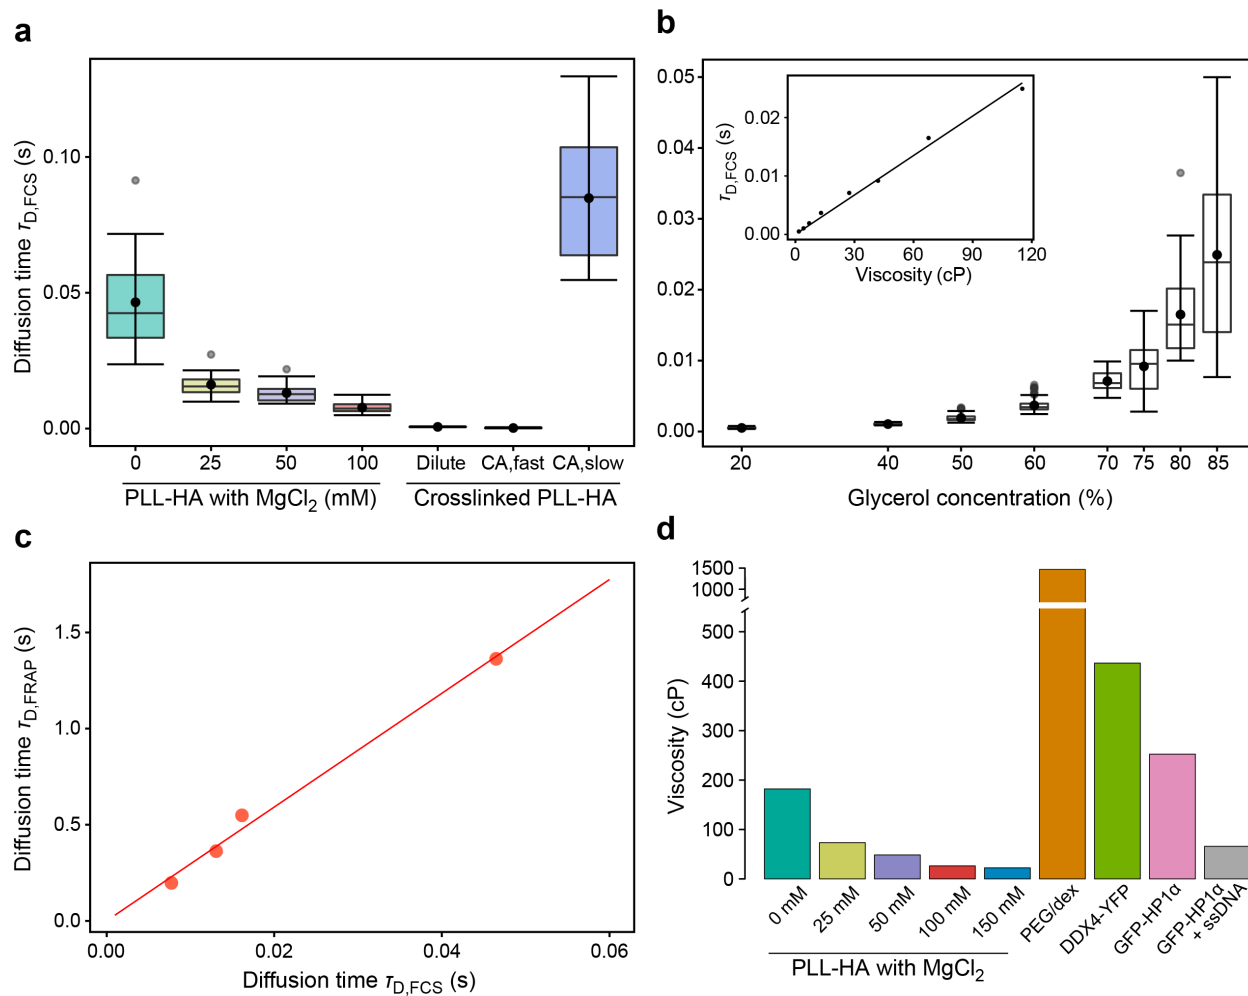 a
Diffusion time τD,FCS (s)
0.10
0.05
0.00
0 25 50 100 Dilute CA,fast CA,slow
PLL-HA with MgCl2 (mM) Crosslinked PLL-HA
b
0.05
0.04
0.03
0.02
0.01
0.00
τD,FCS (s)
0.02
0.01
0.00
0 30 60 90 120
Viscosity (cP)
20 40 50 60 70 75 80 85
Glycerol concentration (%)
c
Diffusion time τD,FRAP (s)
1.5
1.0
0.5
0.0
0.00 0.02 0.04 0.06
Diffusion time τD,FCS (s)
d
Viscosity (cP)
1500
1000
500
400
300
200
100
0
0 mM
25 mM
50 mM
100 mM
150 mM
PEG/dex
DDX4-YFP
GFP-HP1α
GFP-HP1α
+ ssDNA
PLL-HA with MgCl2